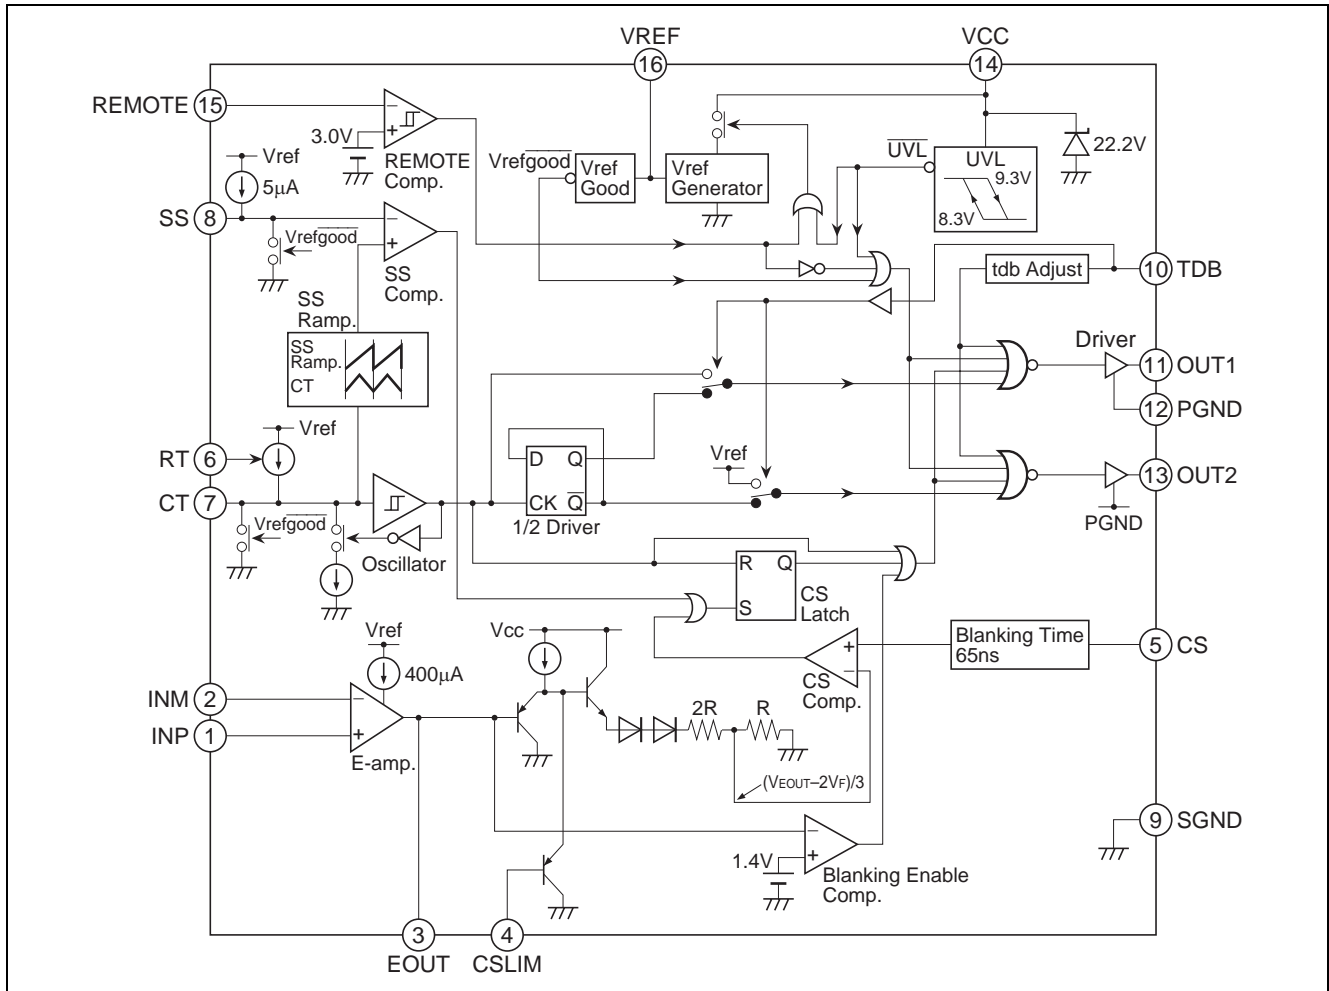 VREF
VCC
16
14
REMOTE 15
3.0V
REMOTE
Comp.
Vref
5μA
SS 8
Vrefgood
SS
Comp.
Vrefgood
Vref
Good
Vref
Generator
UVL
UVL
9.3V
8.3V
22.2V
tdb Adjust
10 TDB
SS
Ramp.
SS
Ramp.
CT
Driver
11 OUT1
12 PGND
Vref
RT 6
CT 7
Vrefgood
Oscillator
D Q
CK Q
1/2 Driver
Vref
13 OUT2
PGND
R Q
S
CS
Latch
Blanking Time
65ns
5 CS
CS
Comp.
Vref
400μA
Vcc
INM 2
INP 1
E-amp.
2R R
(VEOUT–2VF)/3
9 SGND
1.4V
Blanking Enable
Comp.
3
4
EOUT CSLIM
− + − + − + + − − +